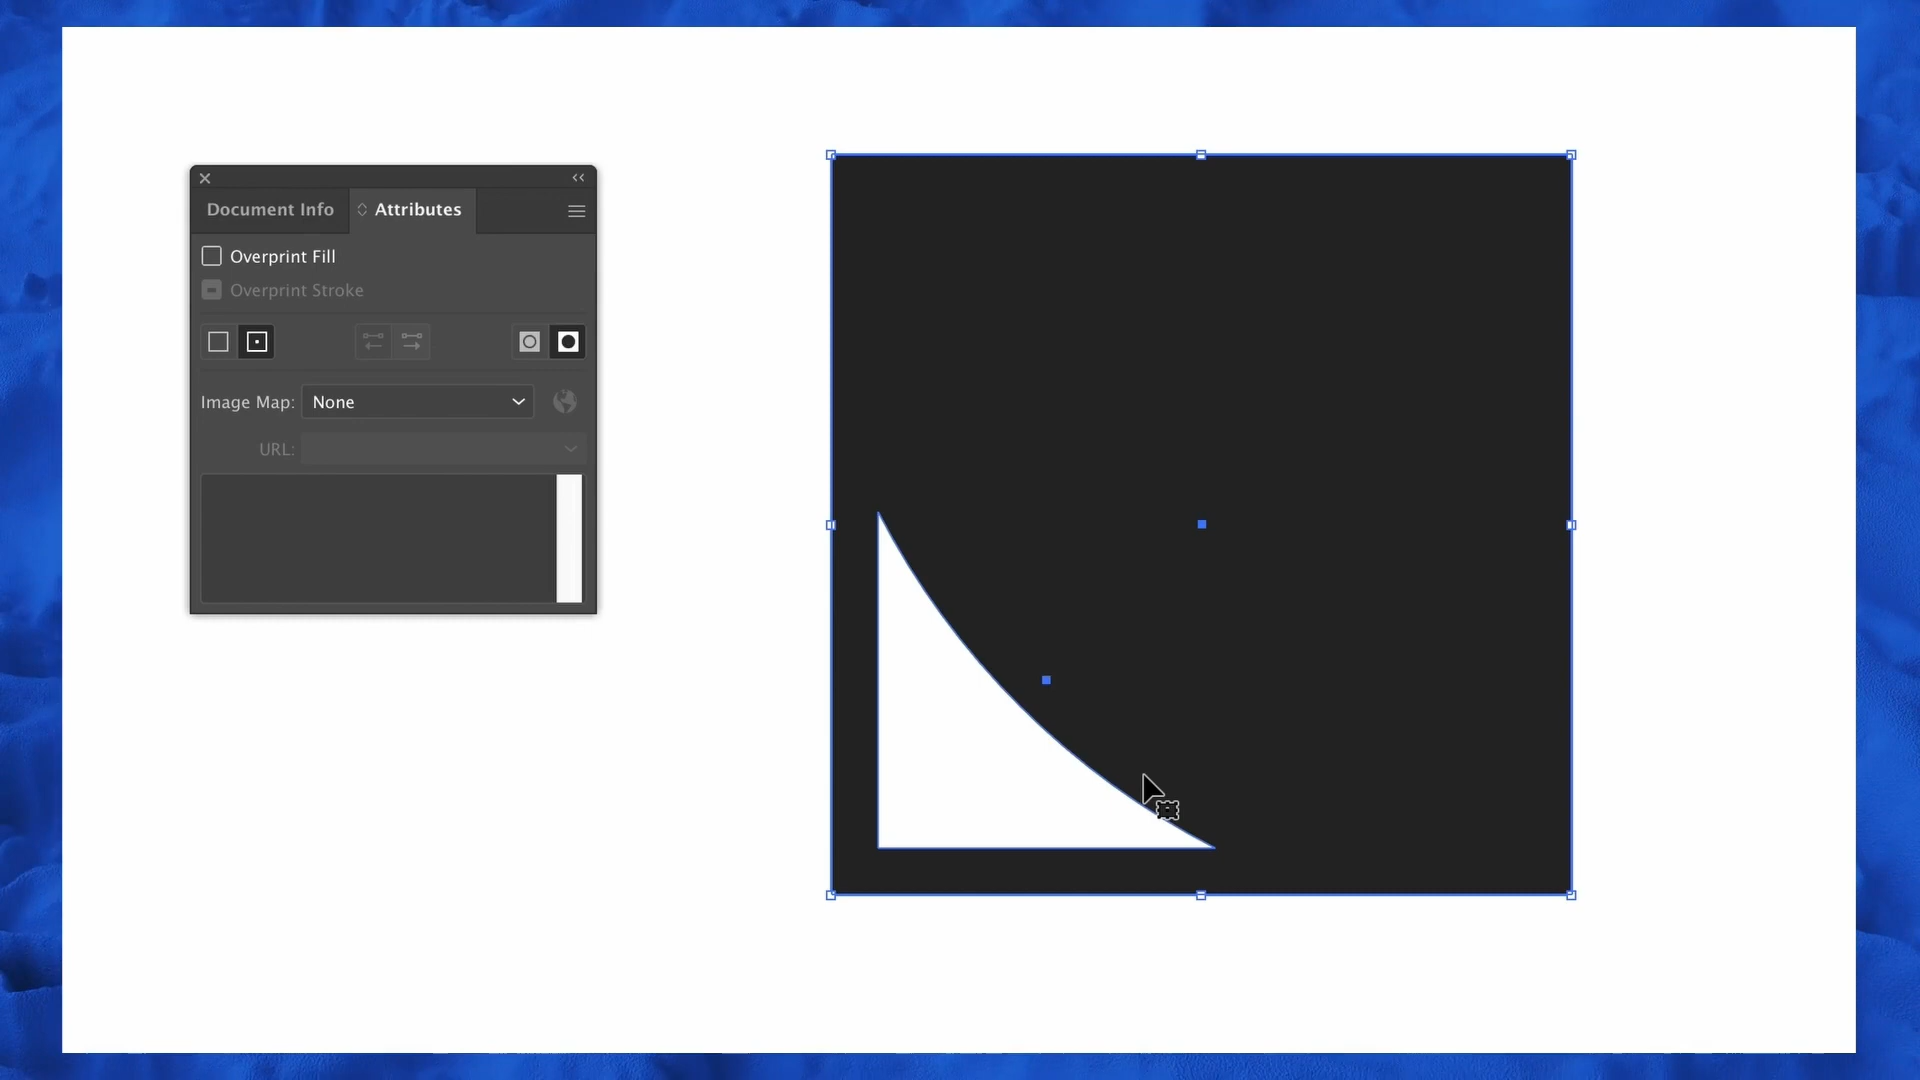 Document Info
Attributes
Overprint Fill
Overprint Stroke
Image Map: None
URL: